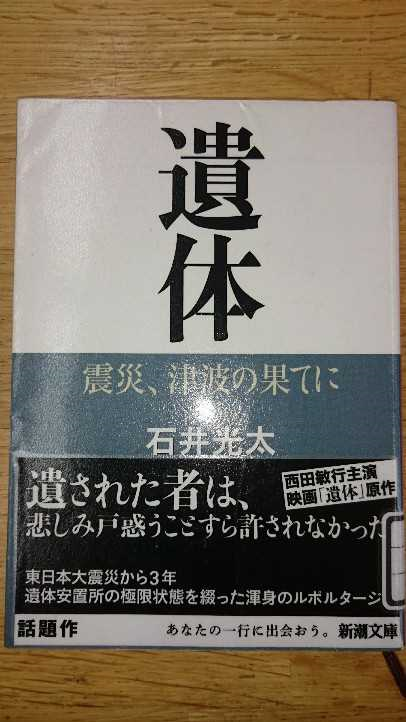 遺体
震災、津波の果てに
石井光太
遺された者は、
悲しみ戸惑うことすら許されなかった
西田敏行主演
映画「遺体」原作
東日本大震災から3年
遺体安置所の極限状態を綴った渾身のルポルタージュ
話題作
あなたの一行に出会おう。
新潮文庫